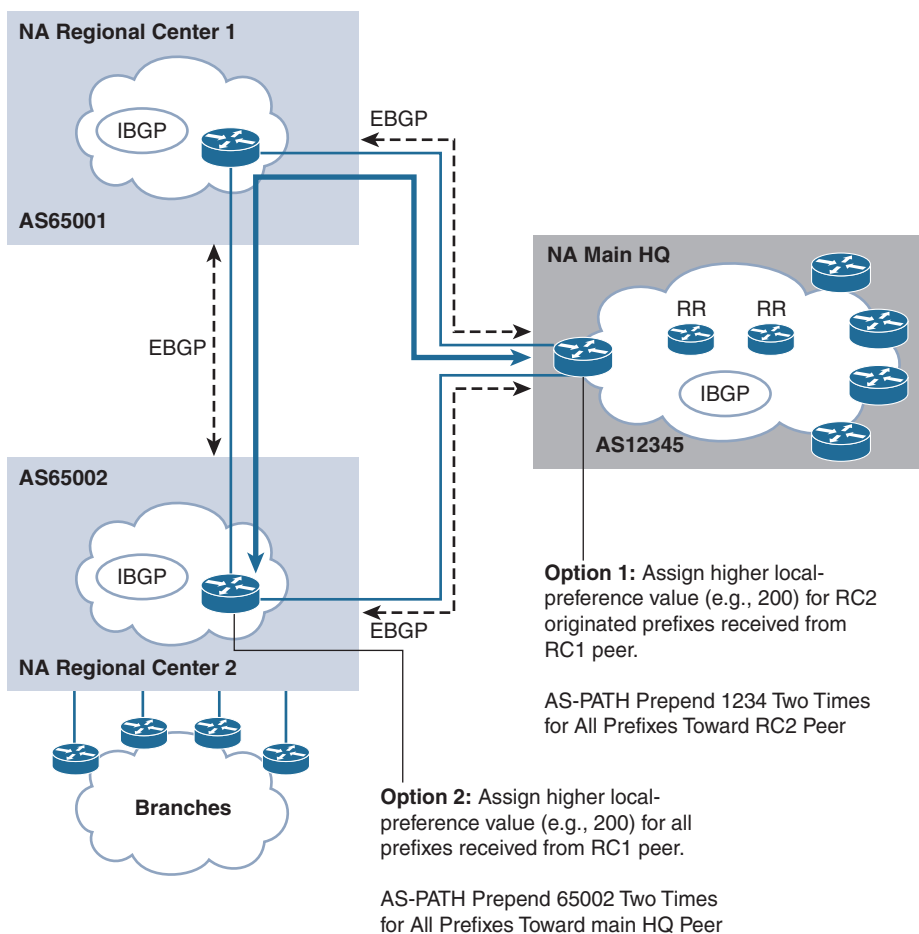 NA Regional Center 1
IBGP
AS65001
EBGP
EBGP
NA Main HQ
RR RR
IBGP
AS12345
AS65002
IBGP
NA Regional Center 2
EBGP
Branches
Option 1: Assign higher local-
preference value (e.g., 200) for RC2
originated prefixes received from
RC1 peer.
AS-PATH Prepend 1234 Two Times
for All Prefixes Toward RC2 Peer
Option 2: Assign higher local-
preference value (e.g., 200) for all
prefixes received from RC1 peer.
AS-PATH Prepend 65002 Two Times
for All Prefixes Toward main HQ Peer